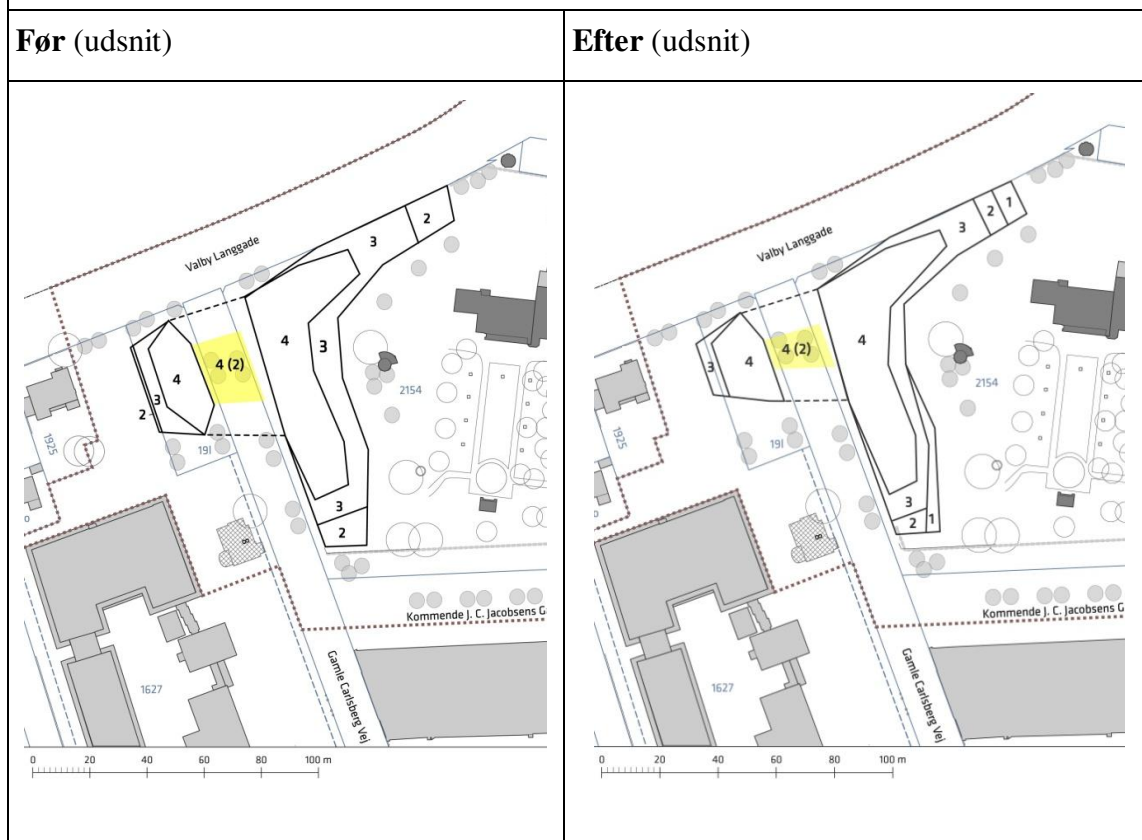 Før (udsnit)
Efter (udsnit)
Valby Langgade
2
3
4
3
4
3
2
4 (2)
2154
1925
19I
3
2
B
Kommende J. C. Jacobsens G
1627
Gamle Carlsberg Vej
0 20 40 60 80 100 m
Valby Langgade
1
2
3
4
4
3
4 (2)
2154
1925
19I
3
2
1
B
Kommende J. C. Jacobsens G
1627
Gamle Carlsberg Vej
0 20 40 60 80 100 m